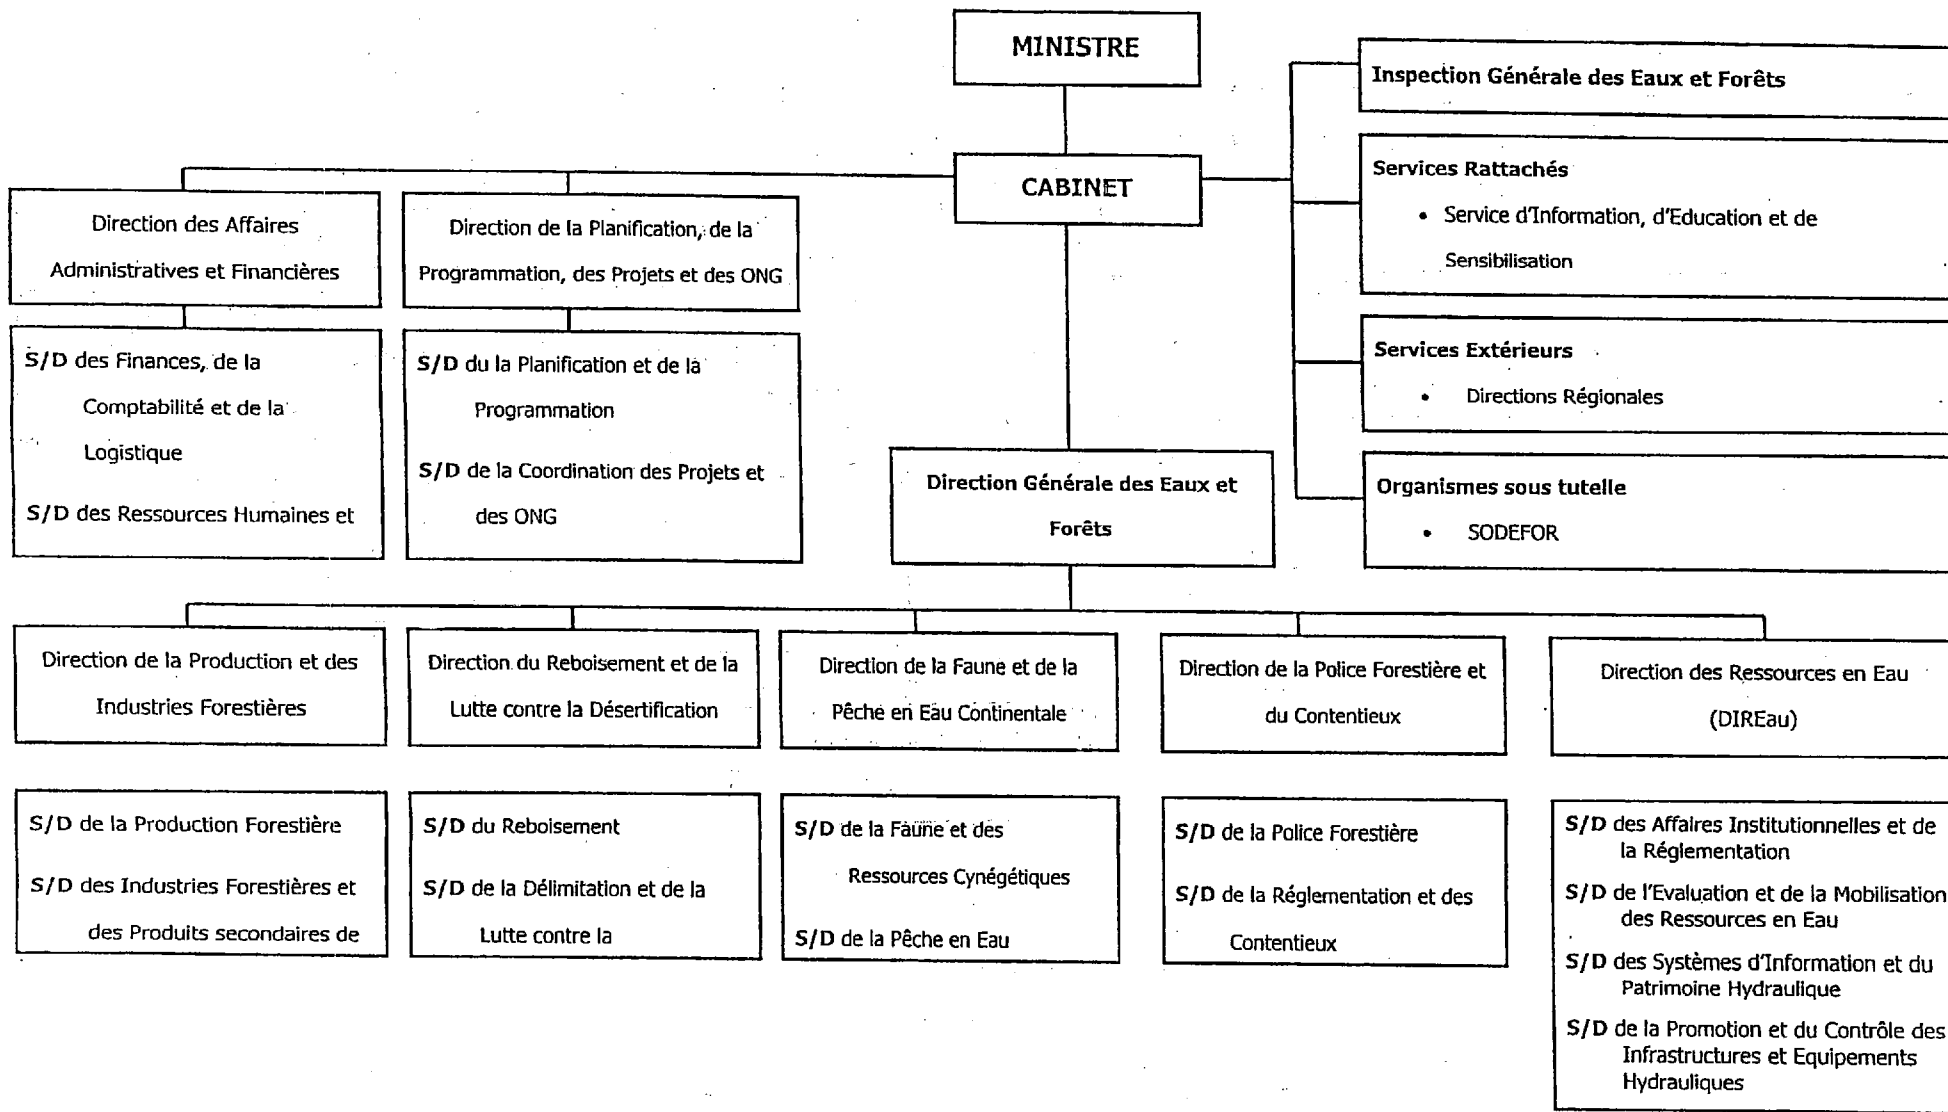 MINISTRE
CABINET
Inspection Générale des Eaux et Forêts
Services Rattachés
• Service d'Information, d'Education et de
Sensibilisation
Services Extérieurs
• Directions Régionales
Organismes sous tutelle
• SODEFOR
Direction des Affaires
Administratives et Financières
Direction de la Planification, de la
Programmation, des Projets et des ONG
S/D des Finances, de la
Comptabilité et de la
Logistique
S/D des Ressources Humaines et
S/D du la Planification et de la
Programmation
S/D de la Coordination des Projets et
des ONG
Direction Générale des Eaux et
Forêts
Direction de la Production et des
Industries Forestières
Direction du Reboisement et de la
Lutte contre la Désertification
Direction de la Faune et de la
Pêche en Eau Continentale
Direction de la Police Forestière et
du Contentieux
Direction des Ressources en Eau
(DIREau)
S/D de la Production Forestière
S/D des Industries Forestières et
des Produits secondaires de
S/D du Reboisement
S/D de la Délimitation et de la
Lutte contre la
S/D de la Faune et des
Ressources Cynégétiques
S/D de la Pêche en Eau
S/D de la Police Forestière
S/D de la Réglementation et des
Contentieux
S/D des Affaires Institutionnelles et de
la Réglementation
S/D de l'Evaluation et de la Mobilisation
des Ressources en Eau
S/D des Systèmes d'Information et du
Patrimoine Hydraulique
S/D de la Promotion et du Contrôle des
Infrastructures et Equipements
Hydrauliques